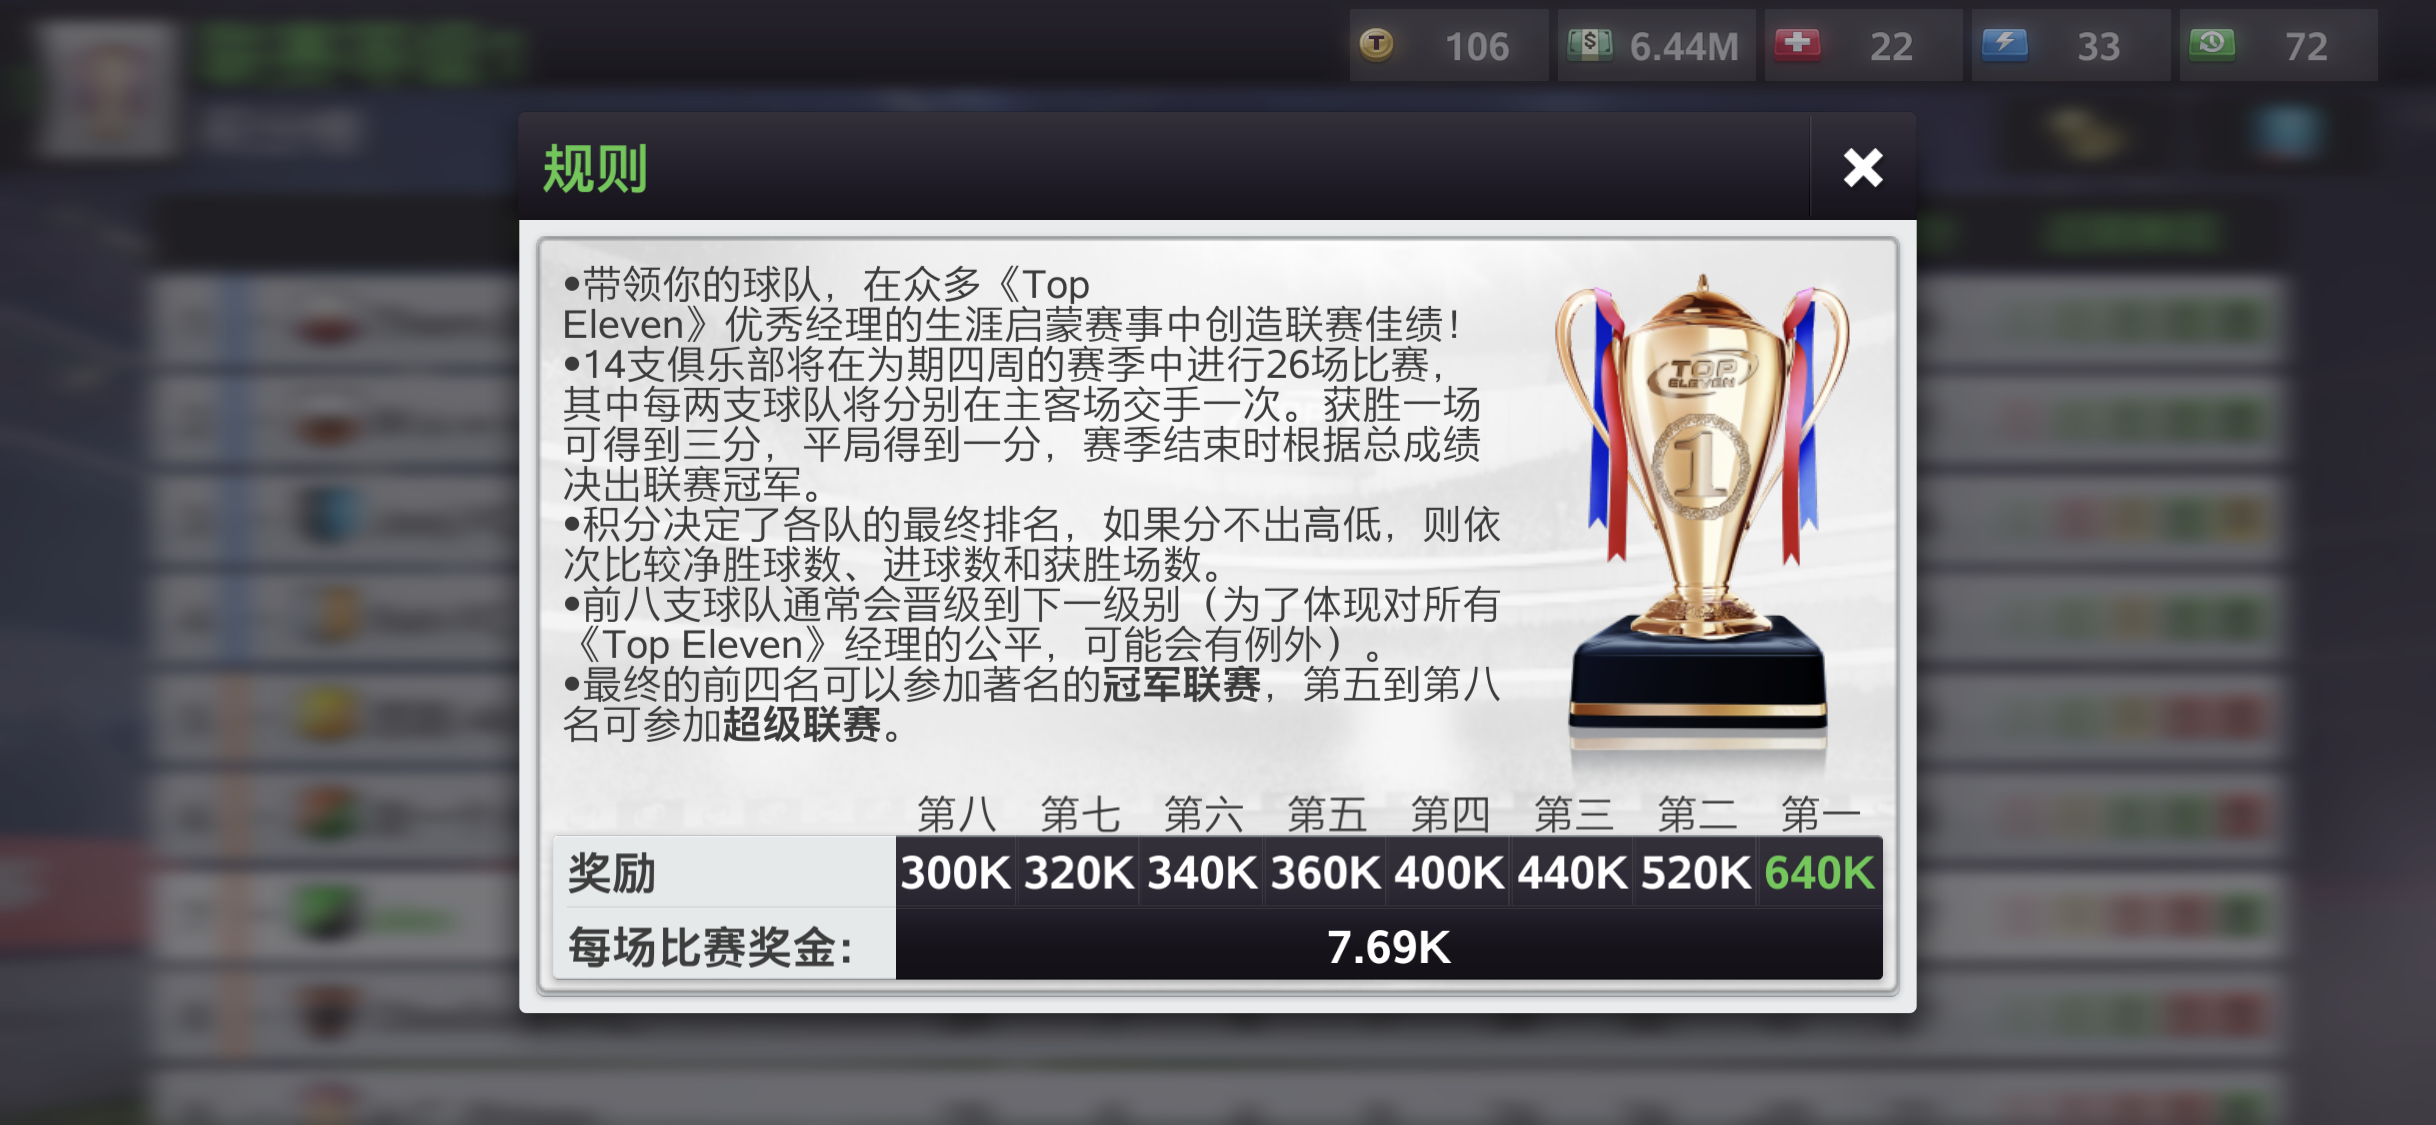 106
6.44M
22
33
72
规则
•带领你的球队，在众多《Top
Eleven》优秀经理的生涯启蒙赛事中创造联赛佳绩！
•14支俱乐部将在为期四周的赛季中进行26场比赛，
其中每两支球队将分别在主客场交手一次。获胜一场
可得到三分，平局得到一分，赛季结束时根据总成绩
决出联赛冠军。
•积分决定了各队的最终排名，如果分不出高低，则依
次比较净胜球数、进球数和获胜场数。
•前八支球队通常会晋级到下一级别（为了体现对所有
《Top Eleven》经理的公平，可能会有例外）。
•最终的前四名可以参加著名的冠军联赛，第五到第八
名可参加超级联赛。
TOP
ELEVEN
1
第八 第七 第六 第五 第四 第三 第二 第一
奖励 300K 320K 340K 360K 400K 440K 520K 640K
每场比赛奖金: 7.69K